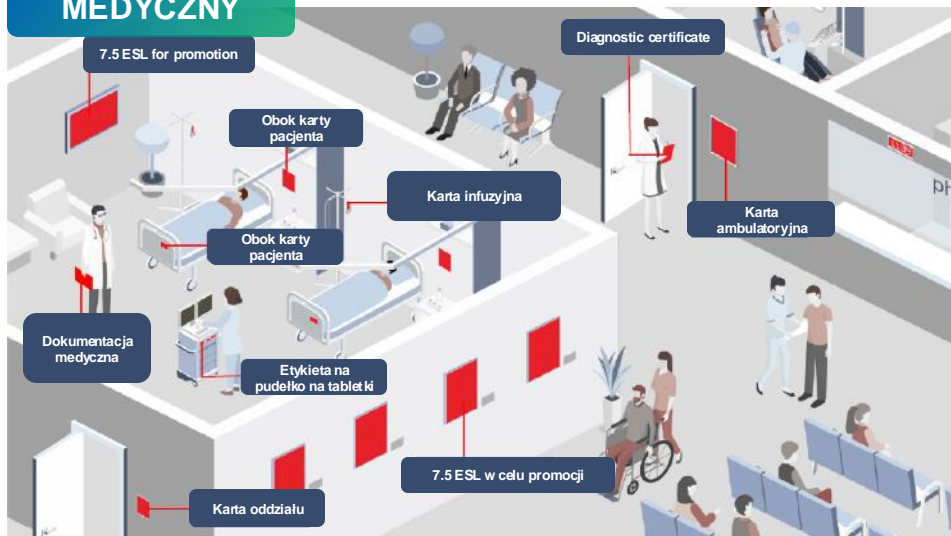 MEDYCZNY
7.5 ESL for promotion
Diagnostic certificate
Obok karty
pacjenta
Karta infuzyjna
Karta
ambulatoryjna
Obok karty
pacjenta
Dokumentacja
medyczna
Etykieta na
pudełko na tabletki
7.5 ESL w celu promocji
Karta oddziału